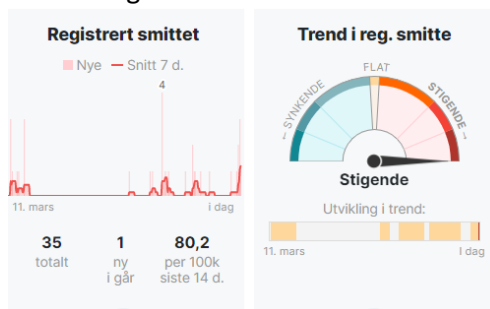 Registrert smittet
Nye Snitt 7 d.
4
11. mars i dag
35 1 80,2
totalt ny per 100k
i går siste 14 d.
Trend i reg. smitte
FLAT
← SYNKENDE
STIGENDE →
Stigende
Utvikling i trend:
11. mars I dag